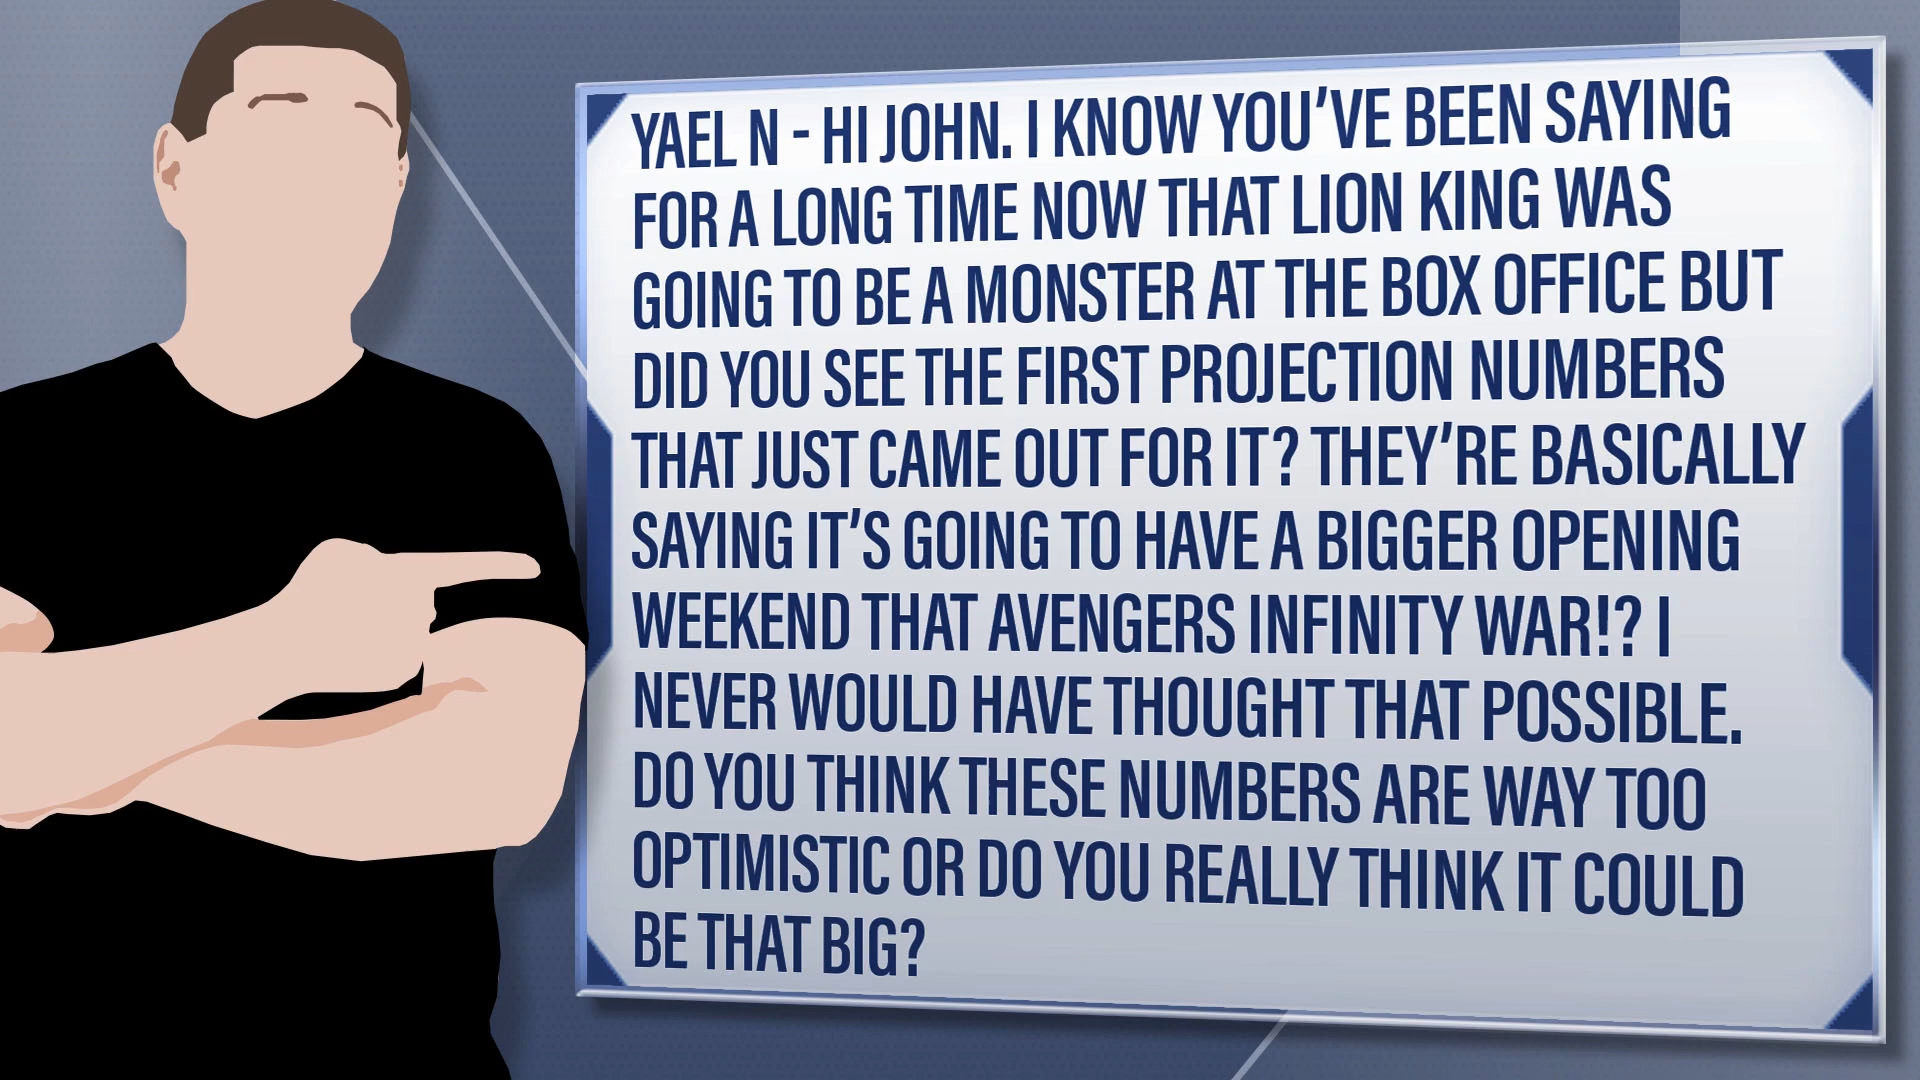 YAEL N - HI JOHN. I KNOW YOU'VE BEEN SAYING
FOR A LONG TIME NOW THAT LION KING WAS
GOING TO BE A MONSTER AT THE BOX OFFICE BUT
DID YOU SEE THE FIRST PROJECTION NUMBERS
THAT JUST CAME OUT FOR IT? THEY'RE BASICALLY
SAYING IT'S GOING TO HAVE A BIGGER OPENING
WEEKEND THAT AVENGERS INFINITY WAR!? I
NEVER WOULD HAVE THOUGHT THAT POSSIBLE.
DO YOU THINK THESE NUMBERS ARE WAY TOO
OPTIMISTIC OR DO YOU REALLY THINK IT COULD
BE THAT BIG?